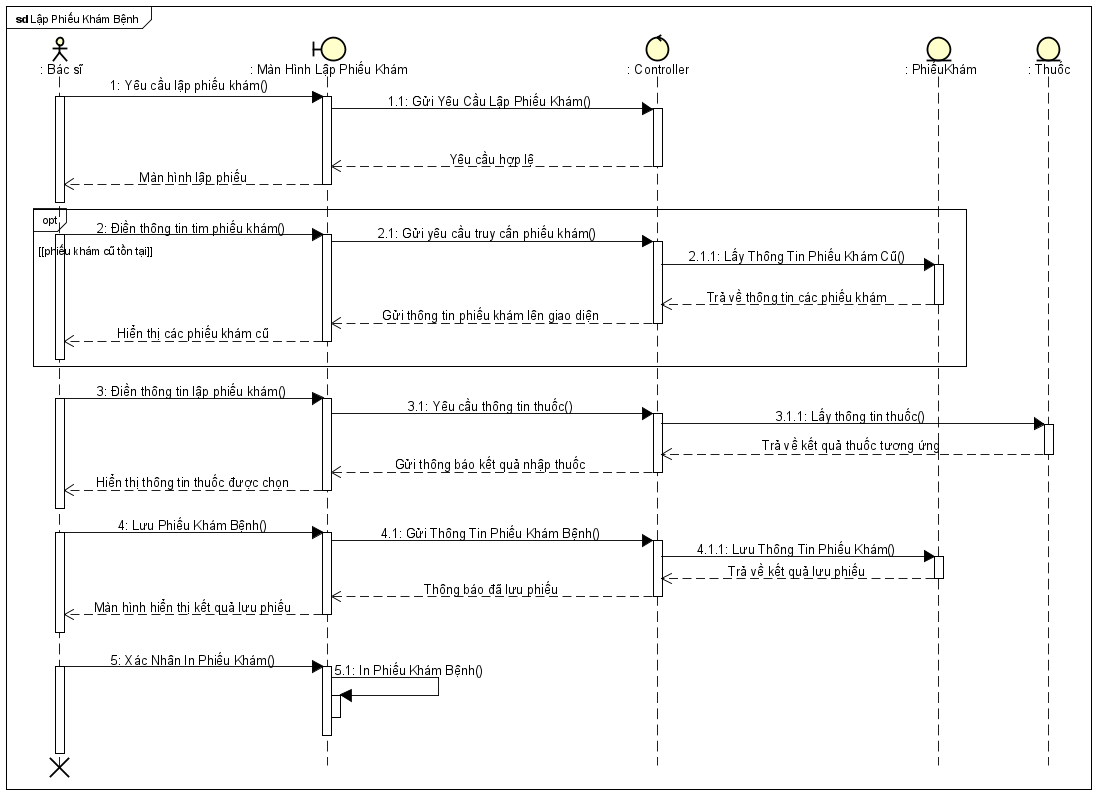 sd Lập Phiếu Khám Bệnh
: Bác sĩ
: Màn Hình Lập Phiếu Khám
: Controller
: PhiếuKhám
: Thuốc
1: Yêu cầu lập phiếu khám()
1.1: Gửi Yêu Cầu Lập Phiếu Khám()
Yêu cầu hợp lệ
Màn hình lập phiếu
opt
2: Điền thông tin tìm phiếu khám()
2.1: Gửi yêu cầu truy cấn phiếu khám()
[[phiếu khám cũ tồn tại]]
2.1.1: Lấy Thông Tin Phiếu Khám Cũ()
Trả về thông tin các phiếu khám
Gửi thông tin phiếu khám lên giao diện
Hiển thị các phiếu khám cũ
3: Điền thông tin lập phiếu khám()
3.1: Yêu cầu thông tin thuốc()
3.1.1: Lấy thông tin thuốc()
Trả về kết quả thuốc tương ứng
Gửi thông báo kết quả nhập thuốc
Hiển thị thông tin thuốc được chọn
4: Lưu Phiếu Khám Bệnh()
4.1: Gửi Thông Tin Phiếu Khám Bệnh()
4.1.1: Lưu Thông Tin Phiếu Khám()
Trả về kết quả lưu phiếu
Thông báo đã lưu phiếu
Màn hình hiển thị kết quả lưu phiếu
5: Xác Nhận In Phiếu Khám()
5.1: In Phiếu Khám Bệnh()